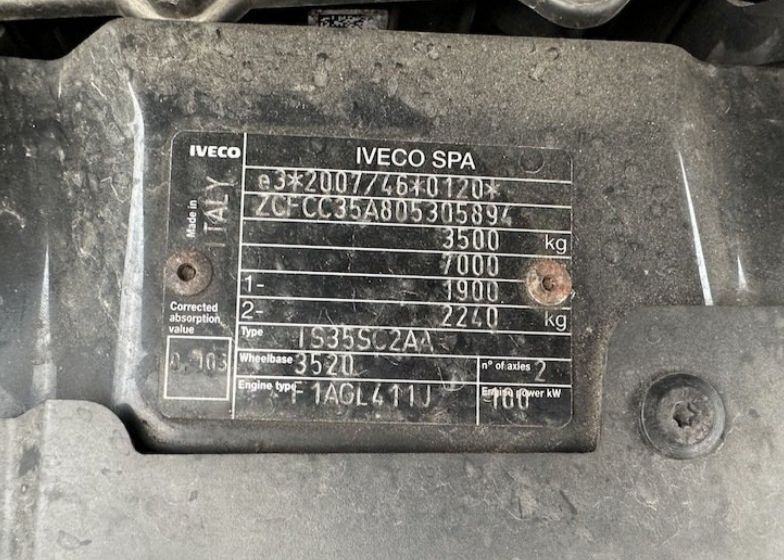 IVECO
IVECO SPA
Made in
ITALY
e3*2007/46*0120*
ZCFCC35A805305894
3500 kg
7000
1- 1900
2- 2240 kg
Corrected
absorption
value
Type IS35SC2AA
Wheelbase 3520
n° of axles 2
Engine type F1AGL411J
Engine power kW
100